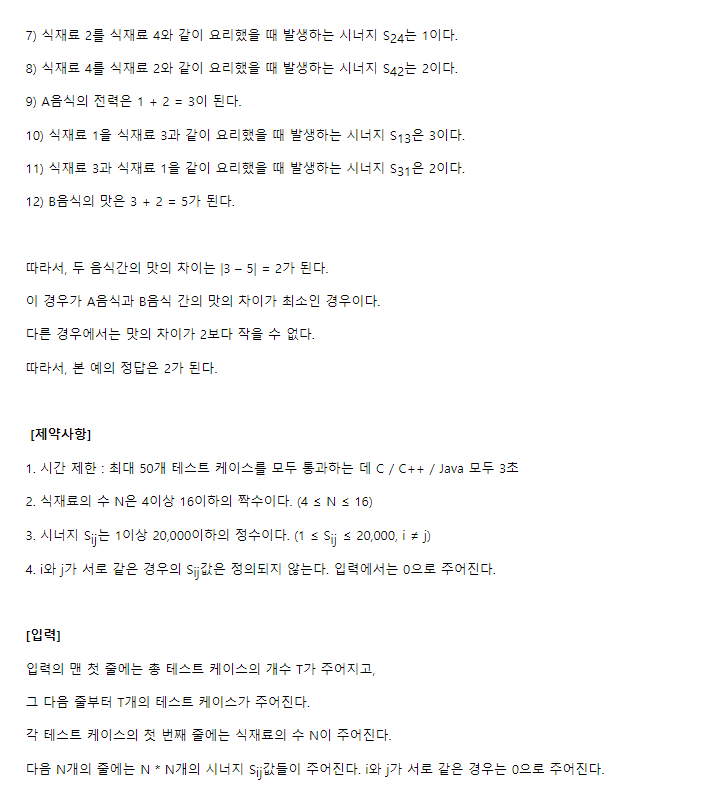 7) 식재료 2를 식재료 4와 같이 요리했을 때 발생하는 시너지 S24는 1이다.
8) 식재료 4를 식재료 2와 같이 요리했을 때 발생하는 시너지 S42는 2이다.
9) A음식의 전력은 1 + 2 = 3이 된다.
10) 식재료 1을 식재료 3과 같이 요리했을 때 발생하는 시너지 S13은 3이다.
11) 식재료 3과 식재료 1을 같이 요리했을 때 발생하는 시너지 S31은 2이다.
12) B음식의 맛은 3 + 2 = 5가 된다.
따라서, 두 음식간의 맛의 차이는 |3 – 5| = 2가 된다.
이 경우가 A음식과 B음식 간의 맛의 차이가 최소인 경우이다.
다른 경우에서는 맛의 차이가 2보다 작을 수 없다.
따라서, 본 예의 정답은 2가 된다.
[제약사항]
1. 시간 제한 : 최대 50개 테스트 케이스를 모두 통과하는 데 C / C++ / Java 모두 3초
2. 식재료의 수 N은 4이상 16이하의 짝수이다. (4 ≤ N ≤ 16)
3. 시너지 Sij는 1이상 20,000이하의 정수이다. (1 ≤ Sij ≤ 20,000, i ≠ j)
4. i와 j가 서로 같은 경우의 Sij값은 정의되지 않는다. 입력에서는 0으로 주어진다.
[입력]
입력의 맨 첫 줄에는 총 테스트 케이스의 개수 T가 주어지고,
그 다음 줄부터 T개의 테스트 케이스가 주어진다.
각 테스트 케이스의 첫 번째 줄에는 식재료의 수 N이 주어진다.
다음 N개의 줄에는 N * N개의 시너지 Sij값들이 주어진다. i와 j가 서로 같은 경우는 0으로 주어진다.